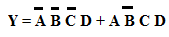 Y = A̅ B̅ C̅ D + A B̅ C D